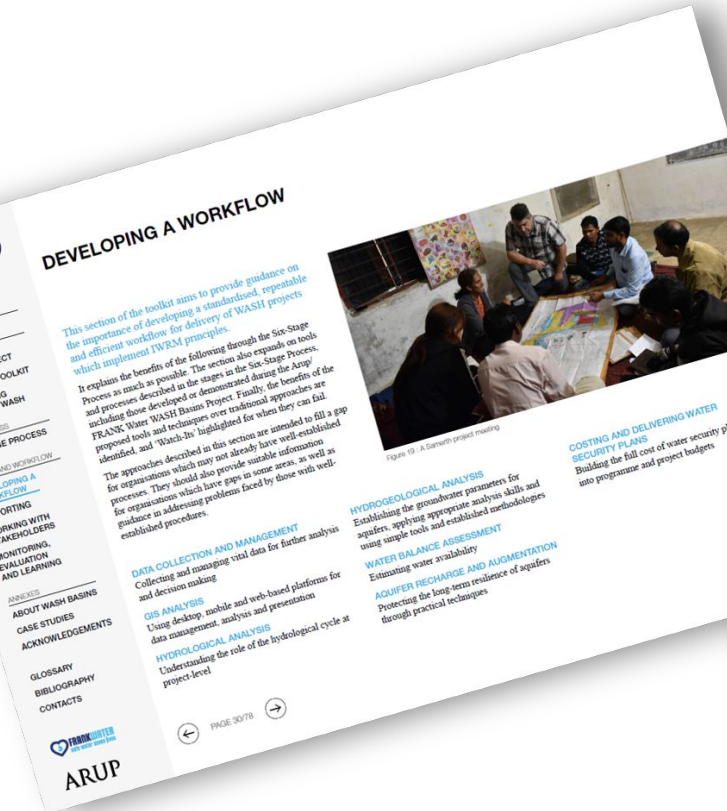 DEVELOPING A WORKFLOW
This section of the toolkit aims to provide guidance on
the importance of developing a standardised, repeatable
and efficient workflow for delivery of WASH projects
which implement IWRM principles.
It explains the benefits of the following through the Six-Stage
Process as much as possible. The section also expands on tools
and processes described in the stages in the Six-Stage Process,
including those developed or demonstrated during the Arup/
FRANK Water WASH Basins Project. Finally, the benefits of the
proposed tools and techniques over traditional approaches are
identified, and 'Watch-Its' highlighted for when they can fail.
The approaches described in this section are intended to fill a gap
for organisations which may not already have well-established
processes. They should also provide suitable information
for organisations which have gaps in some areas, as well as
guidance in addressing problems faced by those with well-
established procedures.
DATA COLLECTION AND MANAGEMENT
Collecting and managing vital data for further analysis
and decision making
GIS ANALYSIS
Using desktop, mobile and web-based platforms for
data management, analysis and presentation
HYDROLOGICAL ANALYSIS
Understanding the role of the hydrological cycle at
project-level
Figure 19 : A Samerth project meeting
HYDROGEOLOGICAL ANALYSIS
Establishing the groundwater parameters for
aquifers, applying appropriate analysis skills and
using simple tools and established methodologies
WATER BALANCE ASSESSMENT
Estimating water availability
AQUIFER RECHARGE AND AUGMENTATION
Protecting the long-term resilience of aquifers
through practical techniques
COSTING AND DELIVERING WATER
SECURITY PLANS
Building the full cost of water security
into programme and project budgets
WASH
PROCESS
AND WORKFLOW
STAKEHOLDERS
MONITORING,
EVALUATION
AND LEARNING
ANNEXES
ABOUT WASH BASINS
CASE STUDIES
ACKNOWLEDGEMENTS
GLOSSARY
BIBLIOGRAPHY
CONTACTS
FRANKWATER
safe water saves lives
ARUP
PAGE 30/78